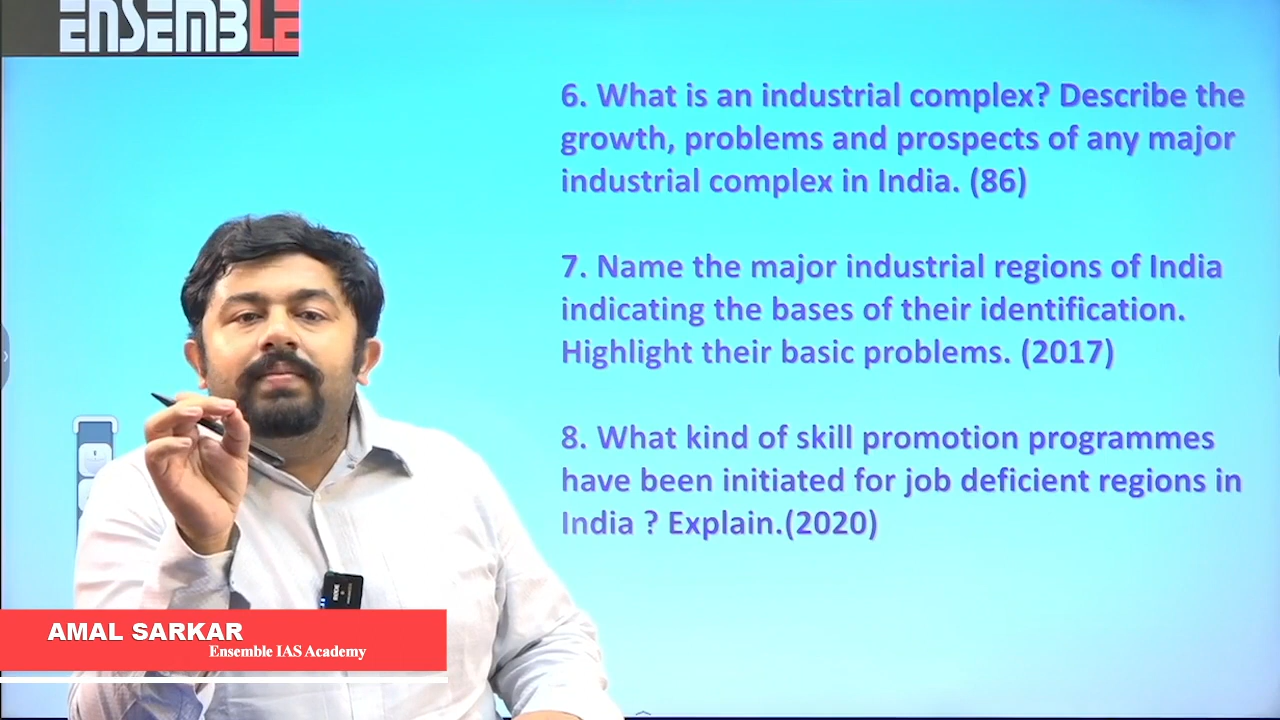 ENSEMBLE
6. What is an industrial complex? Describe the
growth, problems and prospects of any major
industrial complex in India. (86)
7. Name the major industrial regions of India
indicating the bases of their identification.
Highlight their basic problems. (2017)
8. What kind of skill promotion programmes
have been initiated for job deficient regions in
India ? Explain.(2020)
AMAL SARKAR
Ensemble IAS Academy